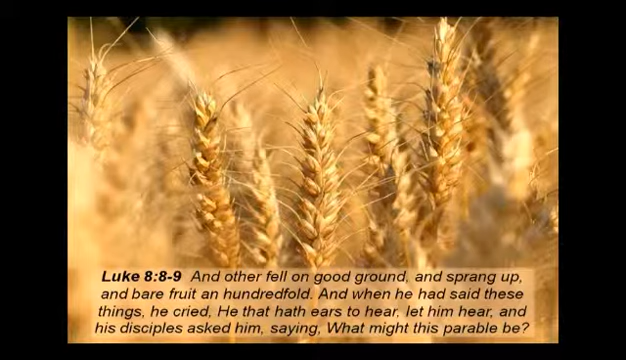 Luke 8:8-9 And other fell on good ground, and sprang up,
and bare fruit an hundredfold. And when he had said these
things, he cried, He that hath ears to hear, let him hear, and
his disciples asked him, saying, What might this parable be?